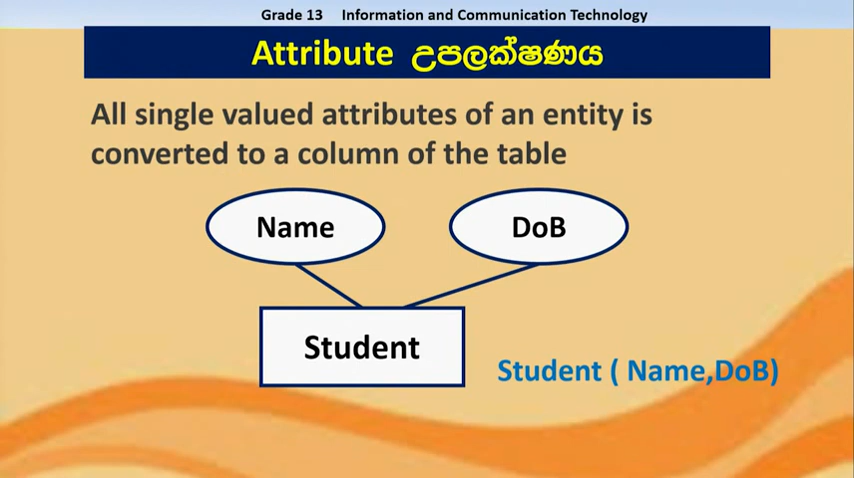 Grade 13 Information and Communication Technology
Attribute උපලක්ෂණය
All single valued attributes of an entity is
converted to a column of the table
Name
DoB
Student
Student ( Name,DoB)